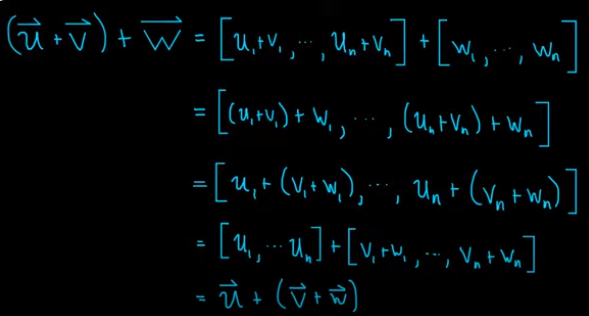 (u⃗ + v⃗) + w⃗ = [u₁+v₁, ⋯, uₙ+vₙ] + [w₁, ⋯, wₙ]
= [(u₁+v₁) + w₁, ⋯, (uₙ+vₙ) + wₙ]
= [u₁ + (v₁+w₁), ⋯, uₙ + (vₙ+wₙ)]
= [u₁, ⋯ uₙ] + [v₁+w₁, ⋯, vₙ+wₙ]
= u⃗ + (v⃗ + w⃗)